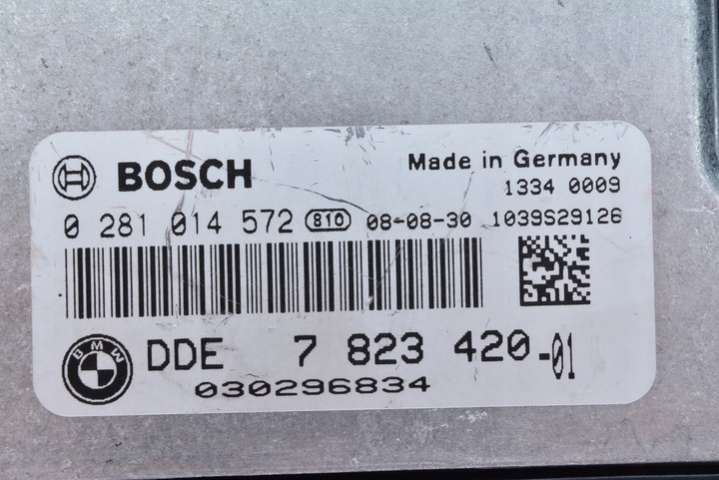 BOSCH Made in Germany
1334 0009
0 281 014 572 810 08-08-30 1039S29126
BMW DDE 7 823 420-01
030296834